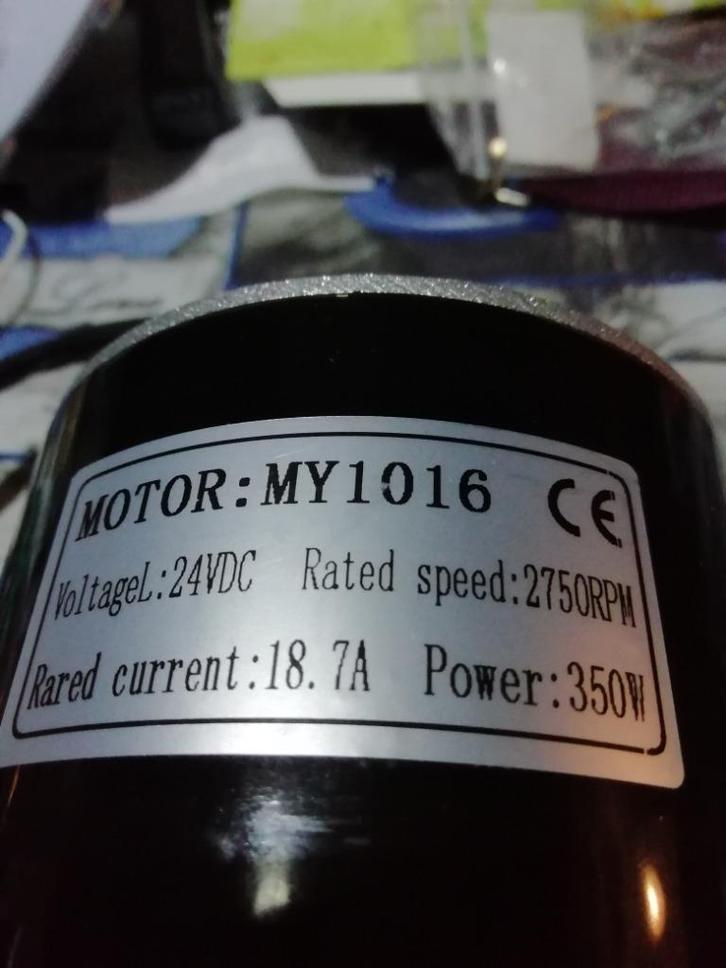 MOTOR:MY1016 CE
VoltageL:24VDC Rated speed:2750RPM
Rared current:18.7A Power:350W